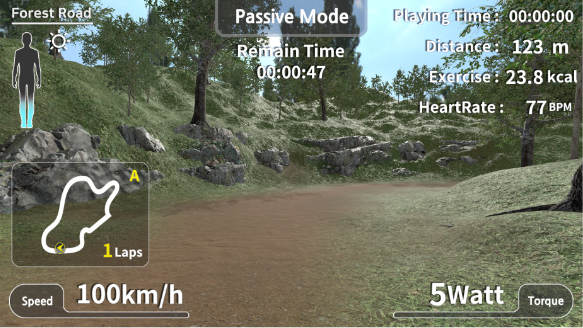 Forest Road
Passive Mode
Remain Time
00:00:47
Playing Time : 00:00:00
Distance : 123 m
Exercise : 23.8 kcal
HeartRate : 77 BPM
A
1 Laps
Speed 100km/h
5Watt Torque